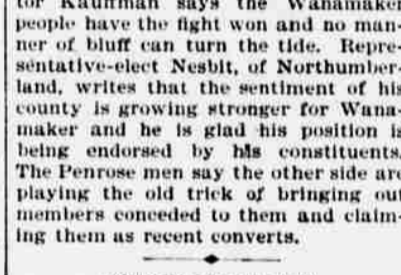 tor Kauffman says the Wanamaker
people have the fight won and no man-
ner of bluff can turn the tide. Repre-
sentative-elect Nesbit, of Northumber-
land, writes that the sentiment of his
county is growing stronger for Wana-
maker and he is glad his position is
being endorsed by his constituents.
The Penrose men say the other side are
playing the old trick of bringing out
members conceded to them and claim-
ing them as recent converts.